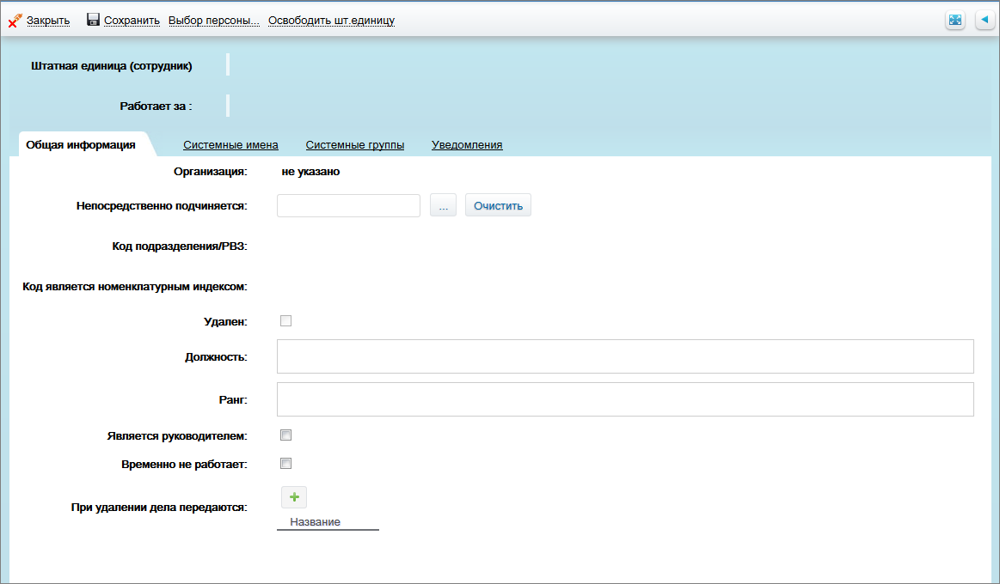 Закрыть Сохранить Выбор персоны... Освободить шт.единицу
Штатная единица (сотрудник)
Работает за :
Общая информация Системные имена Системные группы Уведомления
Организация: не указано
Непосредственно подчиняется: ... Очистить
Код подразделения/РВЗ:
Код является номенклатурным индексом:
Удален:
Должность:
Ранг:
Является руководителем:
Временно не работает:
При удалении дела передаются:
Название